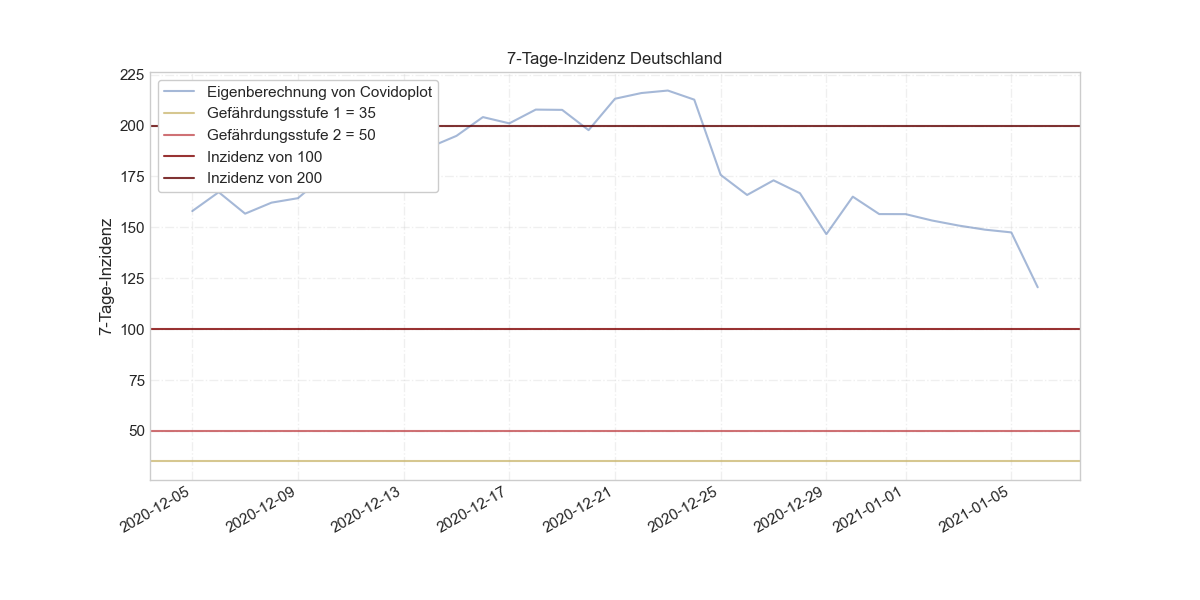 7-Tage-Inzidenz Deutschland
225
200
175
150
125
100
75
50
7-Tage-Inzidenz
Eigenberechnung von Covidoplot
Gefährdungsstufe 1 = 35
Gefährdungsstufe 2 = 50
Inzidenz von 100
Inzidenz von 200
2020-12-05
2020-12-09
2020-12-13
2020-12-17
2020-12-21
2020-12-25
2020-12-29
2021-01-01
2021-01-05